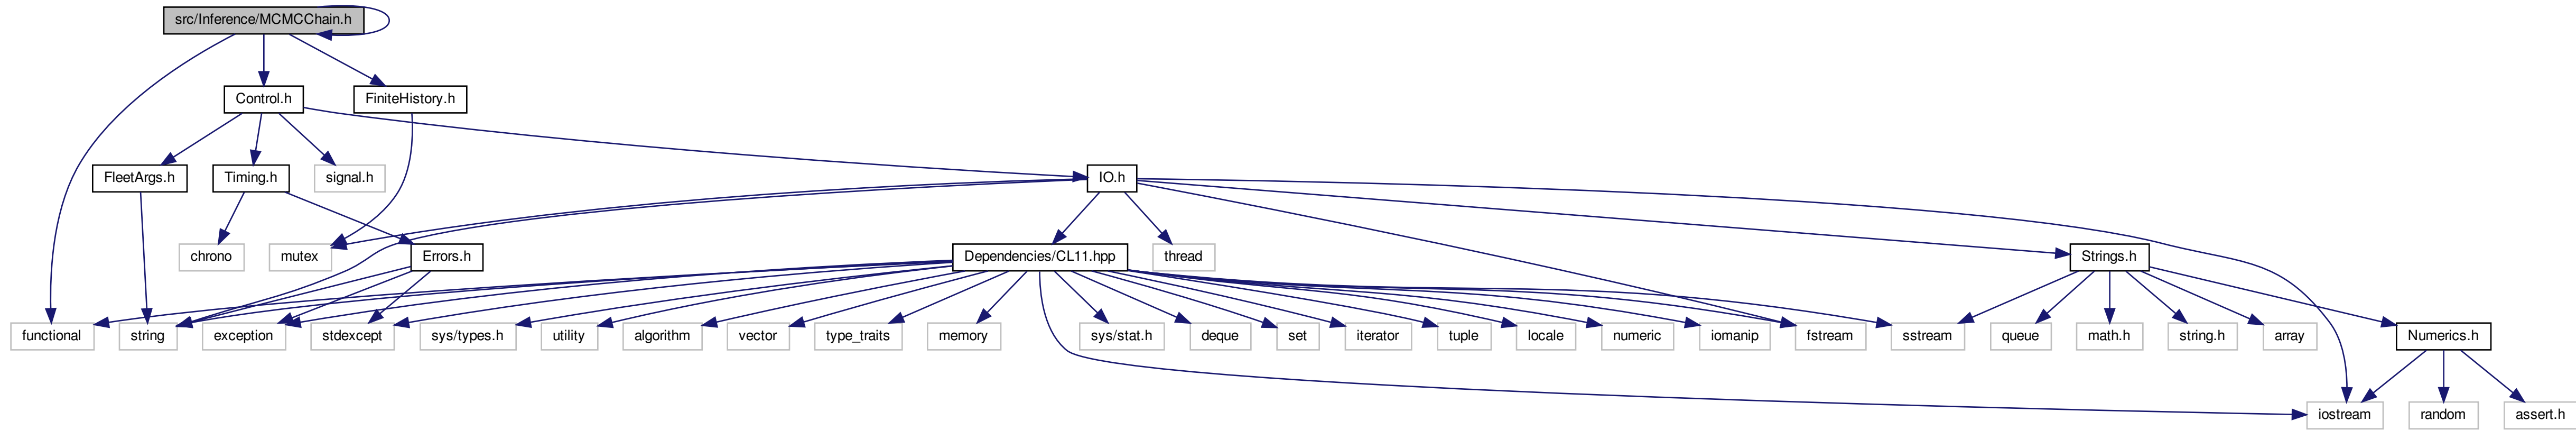 src/Inference/MCMCChain.h
Control.h
FiniteHistory.h
FleetArgs.h
Timing.h
signal.h
IO.h
chrono
mutex
Errors.h
Dependencies/CL11.hpp
thread
Strings.h
functional
string
exception
stdexcept
sys/types.h
utility
algorithm
vector
type_traits
memory
sys/stat.h
deque
set
iterator
tuple
locale
numeric
iomanip
fstream
sstream
queue
math.h
string.h
array
Numerics.h
iostream
random
assert.h